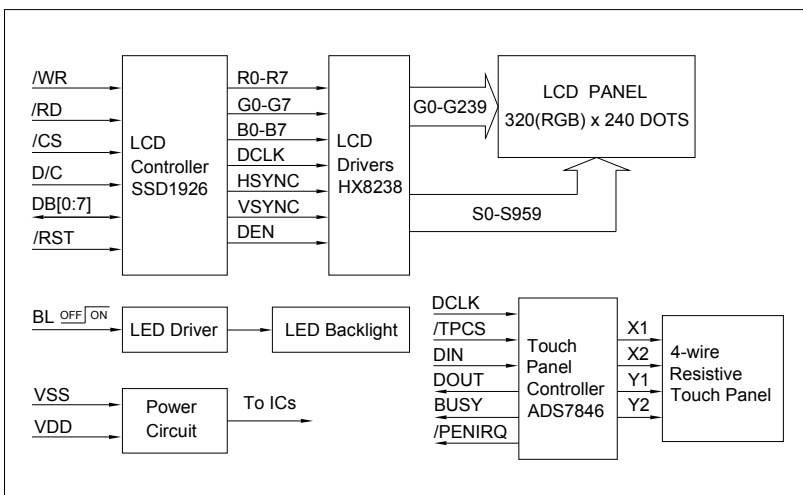 /WR
/RD
/CS
D/C
DB[0:7]
/RST
LCD
Controller
SSD1926
R0-R7
G0-G7
B0-B7
DCLK
HSYNC
VSYNC
DEN
LCD
Drivers
HX8238
G0-G239
S0-S959
LCD PANEL
320(RGB) x 240 DOTS
BL OFF ON
LED Driver
LED Backlight
VSS
VDD
Power
Circuit
To ICs
DCLK
/TPCS
DIN
DOUT
BUSY
/PENIRQ
Touch
Panel
Controller
ADS7846
X1
X2
Y1
Y2
4-wire
Resistive
Touch Panel